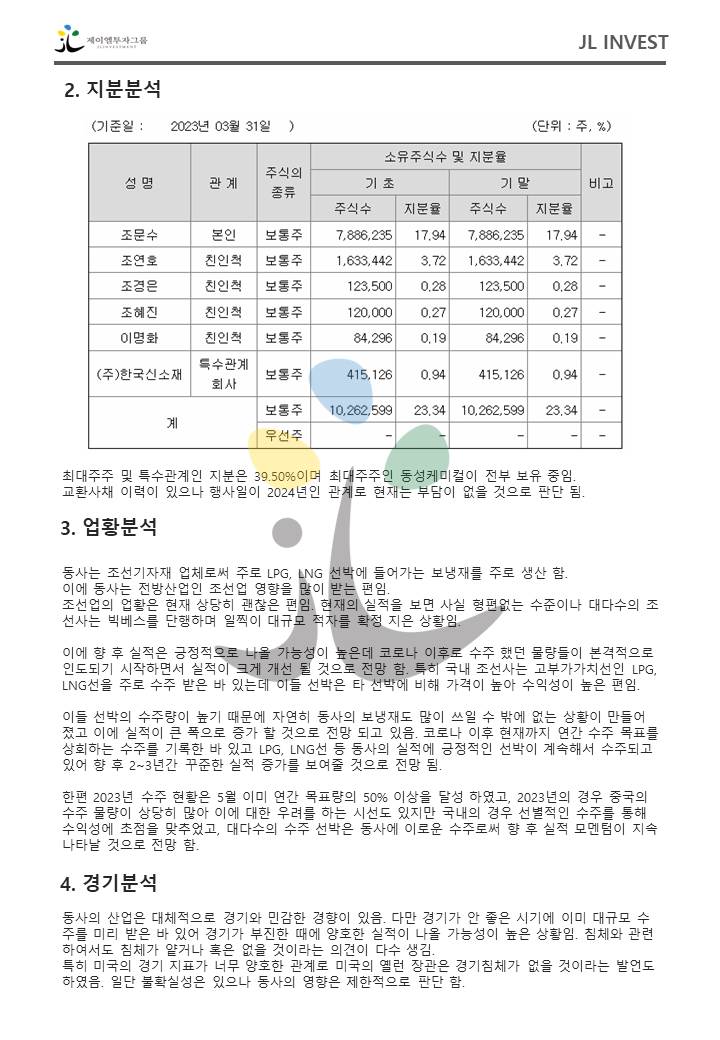 제이엘투자그룹
JLINVESTMENT
JL INVEST
2. 지분분석
(기준일 : 2023년 03월 31일 ) (단위 : 주, %)
성 명 관 계 주식의 종류 소유주식수 및 지분율 비고
기 초 기 말
주식수 지분율 주식수 지분율
조문수 본인 보통주 7,886,235 17.94 7,886,235 17.94 -
조연호 친인척 보통주 1,633,442 3.72 1,633,442 3.72 -
조경은 친인척 보통주 123,500 0.28 123,500 0.28 -
조혜진 친인척 보통주 120,000 0.27 120,000 0.27 -
이명화 친인척 보통주 84,296 0.19 84,296 0.19 -
(주)한국신소재 특수관계 회사 보통주 415,126 0.94 415,126 0.94 -
계 보통주 10,262,599 23.34 10,262,599 23.34 -
우선주 - - - - -
최대주주 및 특수관계인 지분은 39.50%이며 최대주주인 동성케미컬이 전부 보유 중임.
교환사채 이력이 있으나 행사일이 2024년인 관계로 현재는 부담이 없을 것으로 판단 됨.
3. 업황분석
동사는 조선기자재 업체로써 주로 LPG, LNG 선박에 들어가는 보냉재를 주로 생산 함.
이에 동사는 전방산업인 조선업 영향을 많이 받는 편임.
조선업의 업황은 현재 상당히 괜찮은 편임. 현재의 실적을 보면 사실 형편없는 수준이나 대다수의 조
선사는 빅베스를 단행하며 일찍이 대규모 적자를 확정 지은 상황임.
이에 향 후 실적은 긍정적으로 나올 가능성이 높은데 코로나 이후로 수주 했던 물량들이 본격적으로
인도되기 시작하면서 실적이 크게 개선 될 것으로 전망 함. 특히 국내 조선사는 고부가가치선인 LPG,
LNG선을 주로 수주 받은 바 있는데 이들 선박은 타 선박에 비해 가격이 높아 수익성이 높은 편임.
이들 선박의 수주량이 높기 때문에 자연히 동사의 보냉재도 많이 쓰일 수 밖에 없는 상황이 만들어
졌고 이에 실적이 큰 폭으로 증가 할 것으로 전망 되고 있음. 코로나 이후 현재까지 연간 수주 목표를
상회하는 수주를 기록한 바 있고 LPG, LNG선 등 동사의 실적에 긍정적인 선박이 계속해서 수주되고
있어 향 후 2~3년간 꾸준한 실적 증가를 보여줄 것으로 전망 됨.
한편 2023년 수주 현황은 5월 이미 연간 목표량의 50% 이상을 달성 하였고, 2023년의 경우 중국의
수주 물량이 상당히 많아 이에 대한 우려를 하는 시선도 있지만 국내의 경우 선별적인 수주를 통해
수익성에 초점을 맞추었고, 대다수의 수주 선박은 동사에 이로운 수주로써 향 후 실적 모멘텀이 지속
나타날 것으로 전망 함.
4. 경기분석
동사의 산업은 대체적으로 경기와 민감한 경향이 있음. 다만 경기가 안 좋은 시기에 이미 대규모 수
주를 미리 받은 바 있어 경기가 부진한 때에 양호한 실적이 나올 가능성이 높은 상황임. 침체와 관련
하여서도 침체가 얕거나 혹은 없을 것이라는 의견이 다수 생김.
특히 미국의 경기 지표가 너무 양호한 관계로 미국의 옐런 장관은 경기침체가 없을 것이라는 발언도
하였음. 일단 불확실성은 있으나 동사의 영향은 제한적으로 판단 함.